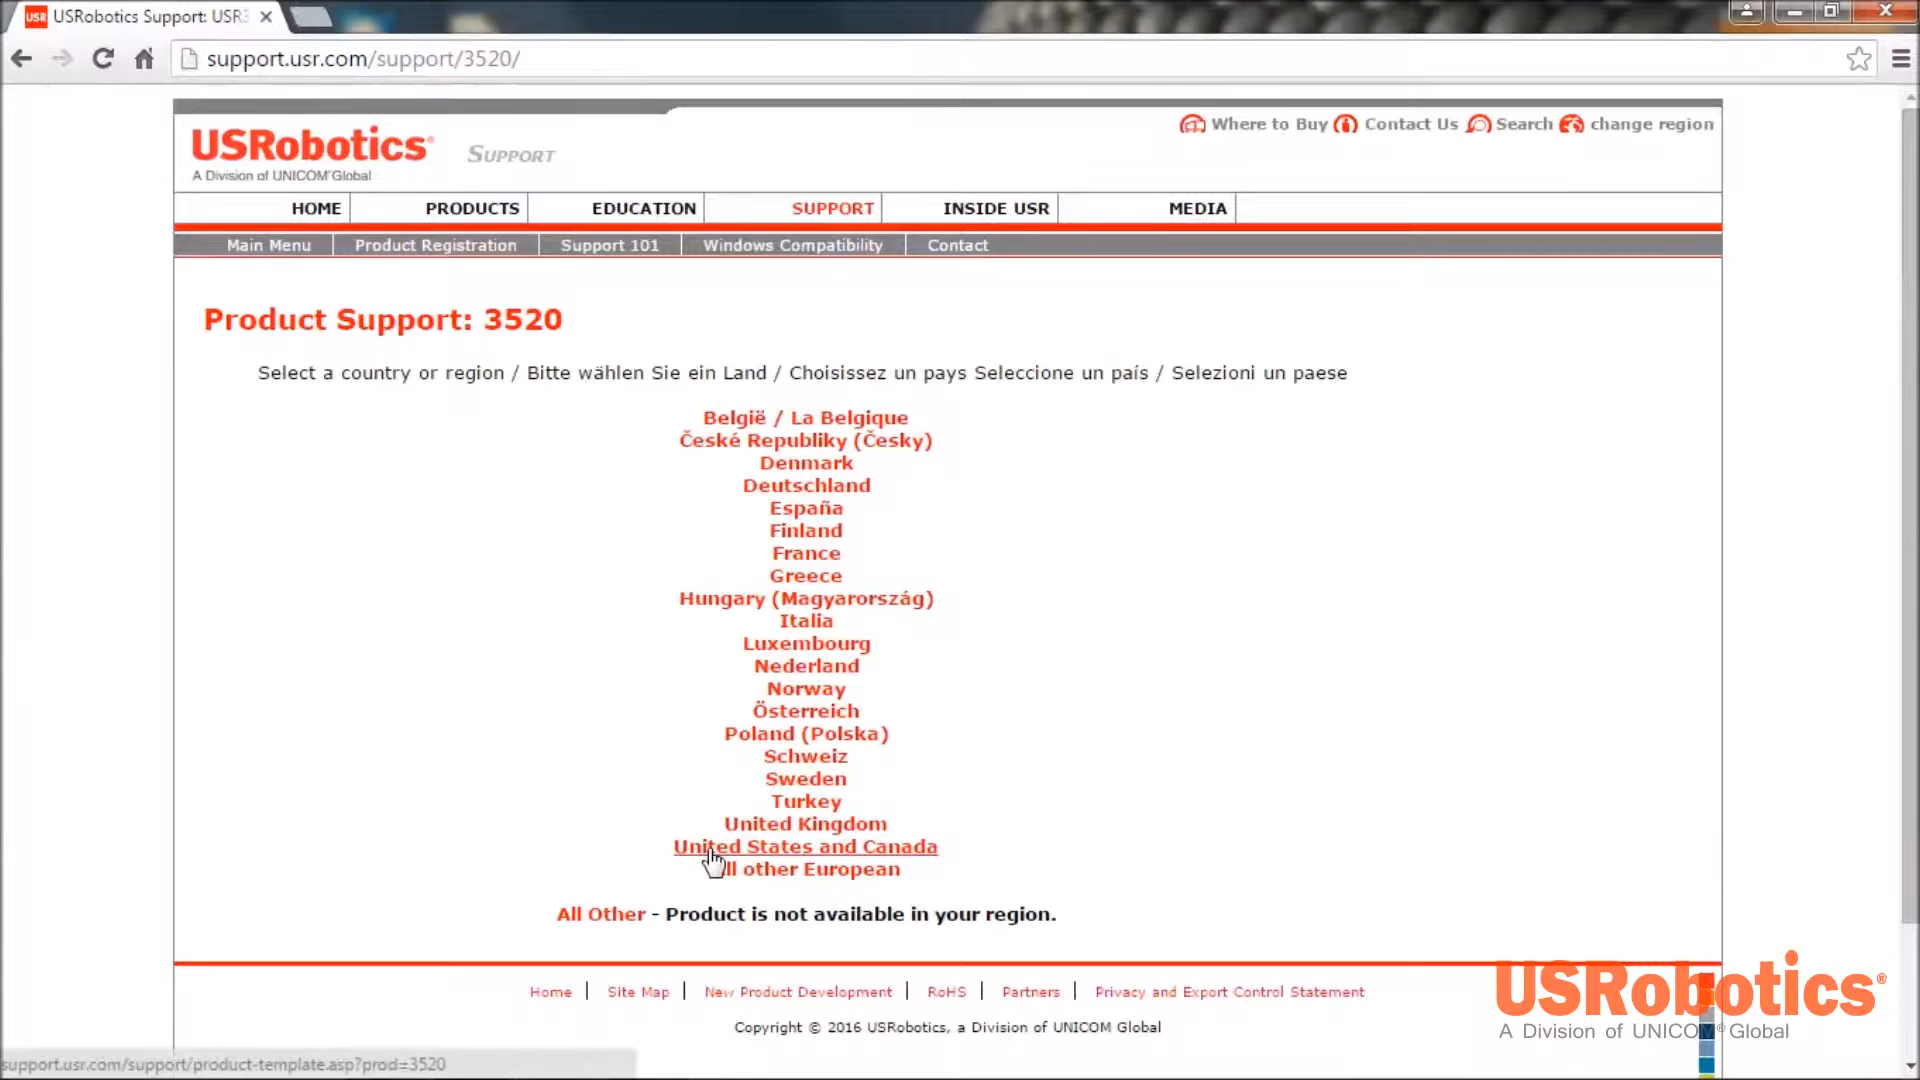 USR USRobotics Support: USR3
support.usr.com/support/3520/
Where to Buy Contact Us Search change region
USRobotics® SUPPORT
A Division of UNICOM® Global
HOME PRODUCTS EDUCATION SUPPORT INSIDE USR MEDIA
Main Menu Product Registration Support 101 Windows Compatibility Contact
Product Support: 3520
Select a country or region / Bitte wählen Sie ein Land / Choisissez un pays Seleccione un país / Selezioni un paese
België / La Belgique
České Republiky (Česky)
Denmark
Deutschland
España
Finland
France
Greece
Hungary (Magyarország)
Italia
Luxembourg
Nederland
Norway
Österreich
Poland (Polska)
Schweiz
Sweden
Turkey
United Kingdom
United States and Canada
All other European
All Other - Product is not available in your region.
Home | Site Map | New Product Development | RoHS | Partners | Privacy and Export Control Statement
Copyright © 2016 USRobotics, a Division of UNICOM Global
USRobotics®
A Division of UNICOM® Global
support.usr.com/support/product-template.asp?prod=3520